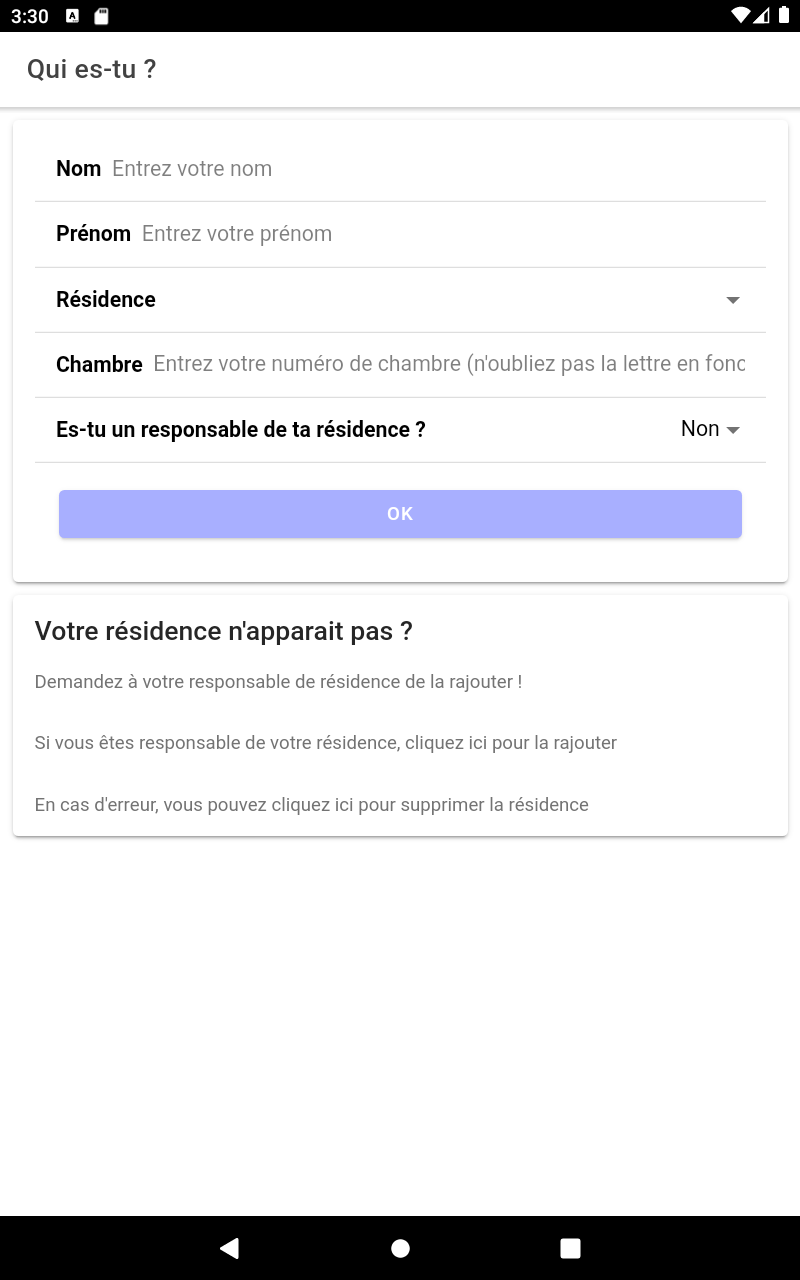 3:30
Qui es-tu ?
Nom Entrez votre nom
Prénom Entrez votre prénom
Résidence
Chambre Entrez votre numéro de chambre (n'oubliez pas la lettre en fonc
Es-tu un responsable de ta résidence ? Non
OK
Votre résidence n'apparait pas ?
Demandez à votre responsable de résidence de la rajouter !
Si vous êtes responsable de votre résidence, cliquez ici pour la rajouter
En cas d'erreur, vous pouvez cliquez ici pour supprimer la résidence